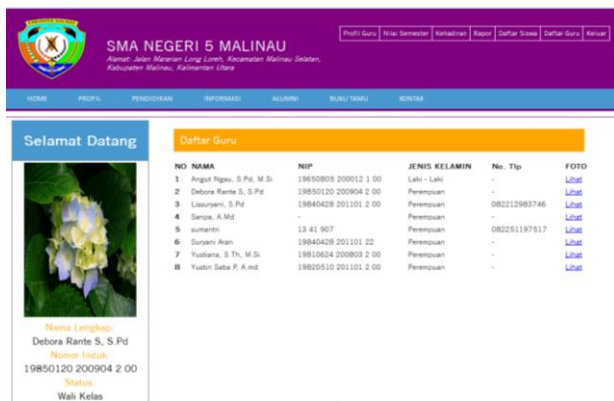 Profil Guru Nilai Semester Kehadiran Rapor Daftar Siswa Daftar Guru Keluar
SMA NEGERI 5 MALINAU
Alamat: Jalan Mararian Long Loreh, Kecamatan Malinau Selatan,
Kabupaten Malinau, Kalimantan Utara
HOME PROFIL PENDIDIKAN INFORMASI ALUMNI BUKU TAMU KONTAK
Selamat Datang
Daftar Guru
NO NAMA NIP JENIS KELAMIN No. Tlp FOTO
1 Angut Ngau, S.Pd, M.Si 19650805 200012 1 00 Laki - Laki - Lihat
2 Debora Rante S, S.Pd 19850120 200904 2 00 Perempuan - Lihat
3 Lissuryani, S.Pd 19840428 201101 2 00 Perempuan 082212983746 Lihat
4 Saripa, A.Md - Perempuan - Lihat
5 sumantri 13 41 907 Perempuan 082251197517 Lihat
6 Suryani Aran 19840428 201101 22 Perempuan - Lihat
7 Yustiana, S.Th, M.Si 19810624 200803 2 00 Perempuan - Lihat
8 Yustin Saba P, A.md 19820510 201101 2 00 Perempuan - Lihat
Nama Lengkap:
Debora Rante S, S.Pd
Nomor Induk:
19850120 200904 2 00
Status:
Wali Kelas